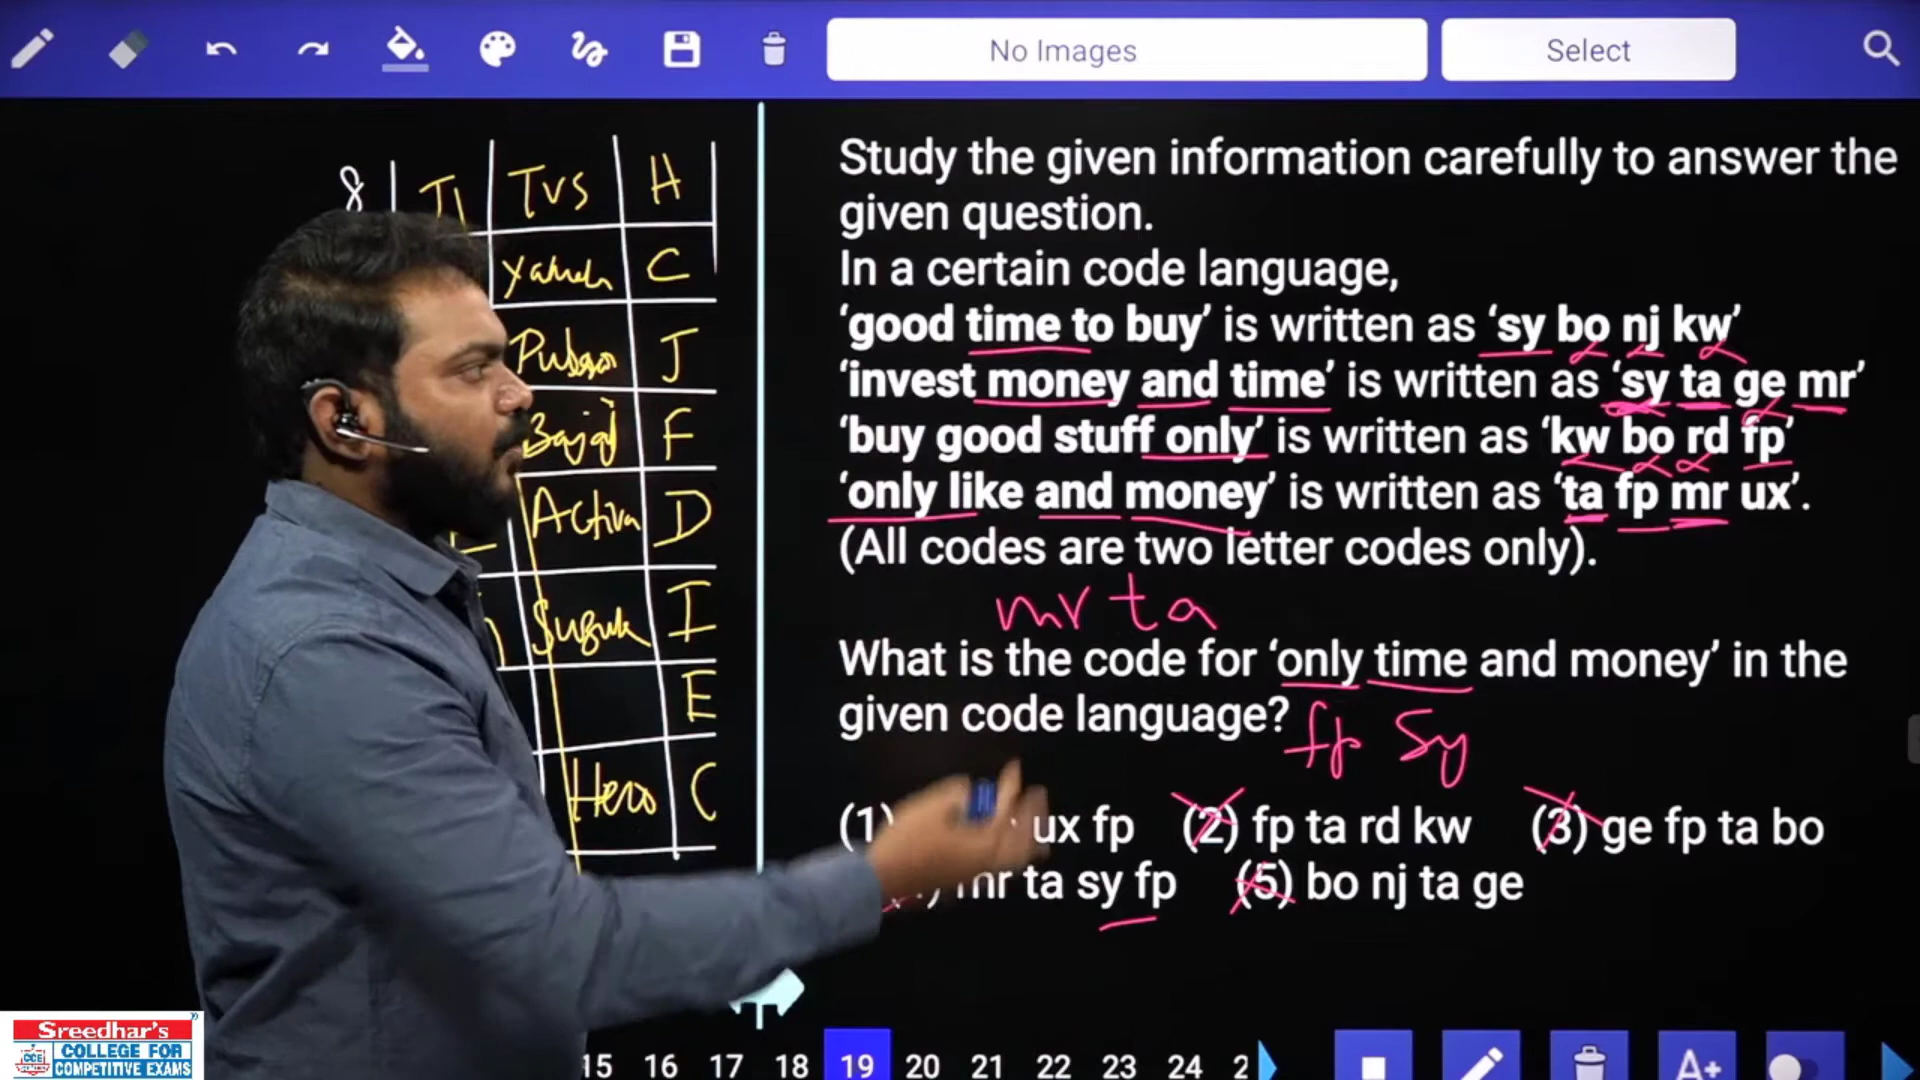 No Images
Select
8
TVS H
C
J
Bajaj F
Activa D
I
E
Hero C
Study the given information carefully to answer the
given question.
In a certain code language,
‘good time to buy’ is written as ‘sy bo nj kw’
‘invest money and time’ is written as ‘sy ta ge mr’
‘buy good stuff only’ is written as ‘kw bo rd fp’
‘only like and money’ is written as ‘ta fp mr ux’.
(All codes are two letter codes only).
mr ta
What is the code for ‘only time and money’ in the
given code language?
fp sy
(1) ux fp (2) fp ta rd kw (3) ge fp ta bo
mr ta sy fp (5) bo nj ta ge
Sreedhar's
CCE
COLLEGE FOR
COMPETITIVE EXAMS
15 16 17 18 19 20 21 22 23 24 2
A+